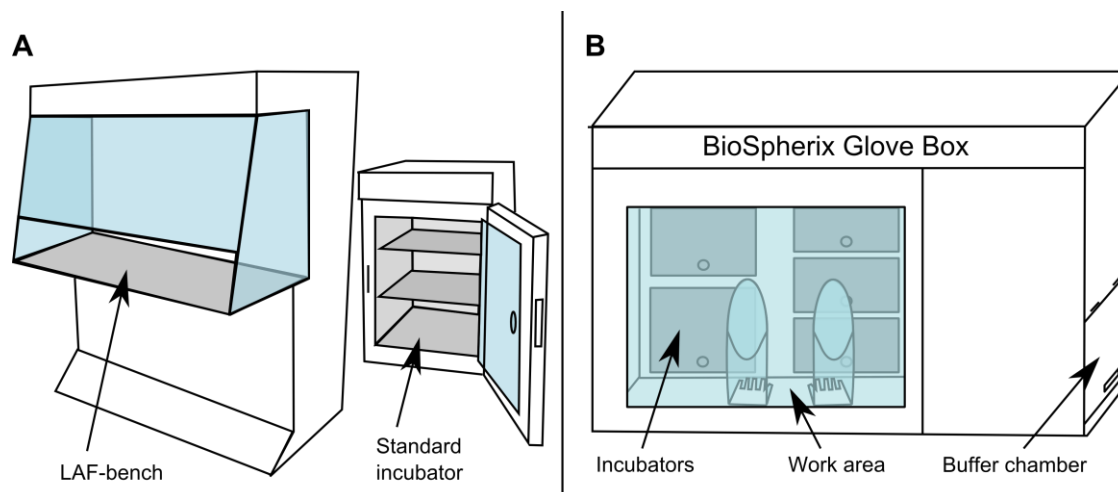 A
LAF-bench
Standard
incubator
B
BioSpherix Glove Box
Incubators
Work area
Buffer chamber